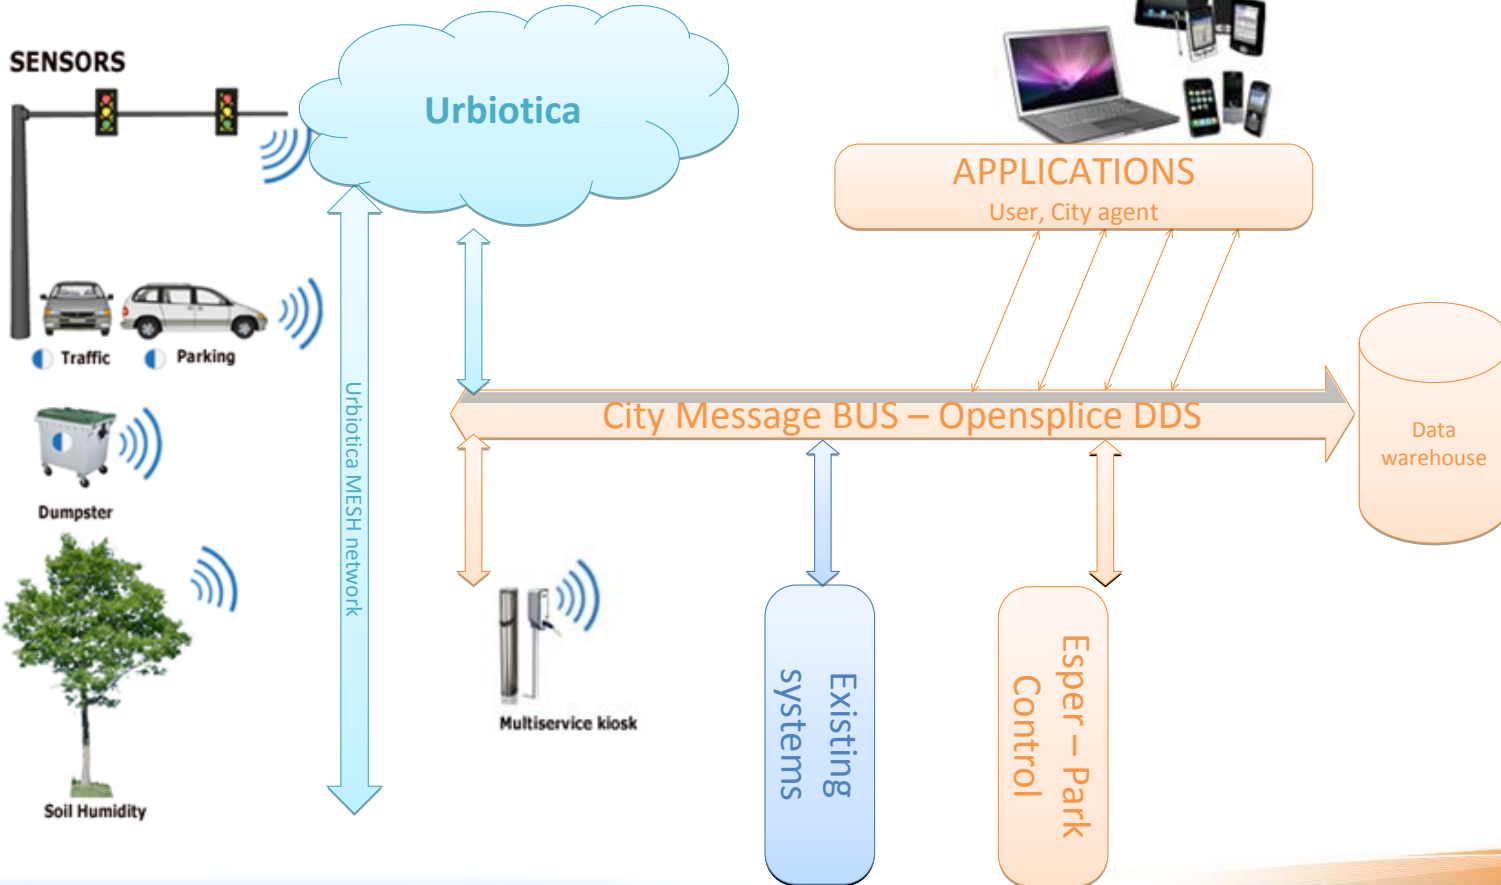 SENSORS
Urbiotica
APPLICATIONS
User, City agent
Traffic
Parking
City Message BUS – Opensplice DDS
Data
warehouse
Dumpster
Urbiotica MESH network
Multiservice kiosk
Existing
systems
Esper – Park
Control
Soil Humidity